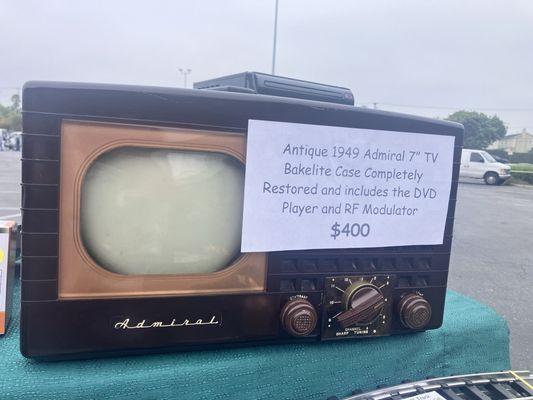 Antique 1949 Admiral 7" TV
Bakelite Case Completely
Restored and includes the DVD
Player and RF Modulator
$400
Admiral
CONTRAST
CHANNEL
SHARP TUNING